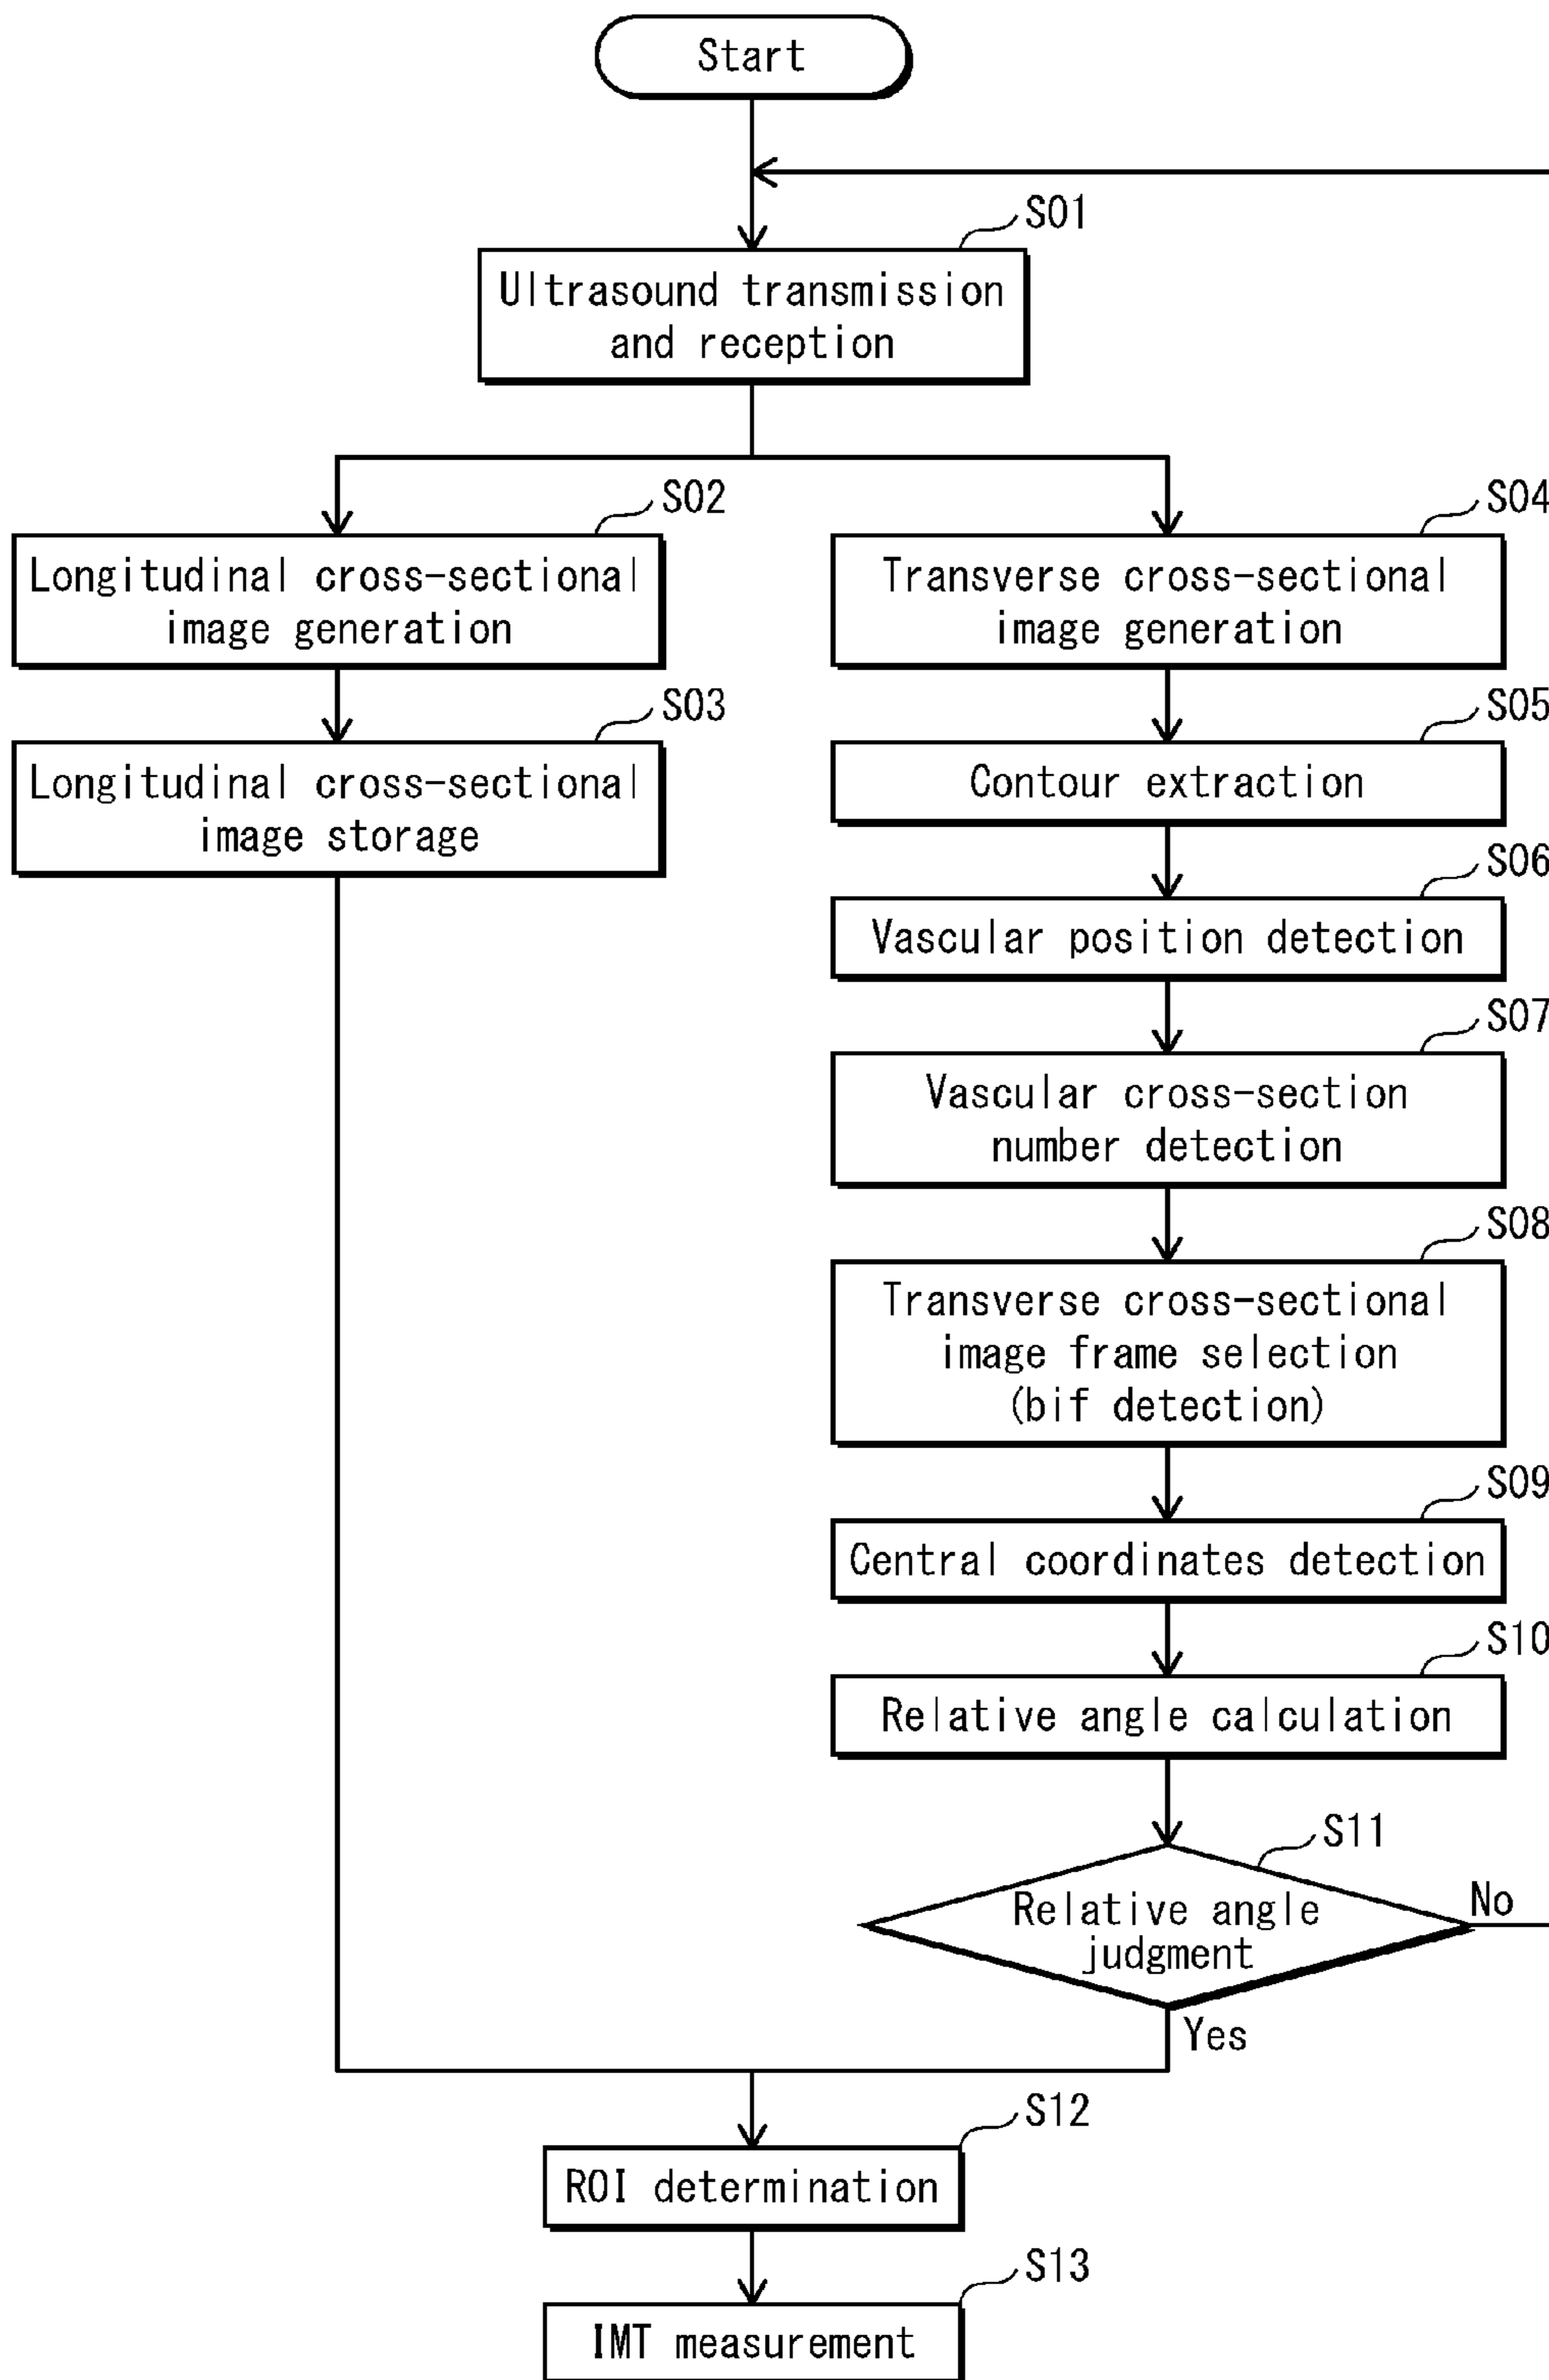 Start
S01
Ultrasound transmission
and reception
S02
Longitudinal cross-sectional
image generation
S03
Longitudinal cross-sectional
image storage
S04
Transverse cross-sectional
image generation
S05
Contour extraction
S06
Vascular position detection
S07
Vascular cross-section
number detection
S08
Transverse cross-sectional
image frame selection
(bif detection)
S09
Central coordinates detection
S10
Relative angle calculation
S11
Relative angle
judgment
No
Yes
S12
ROI determination
S13
IMT measurement